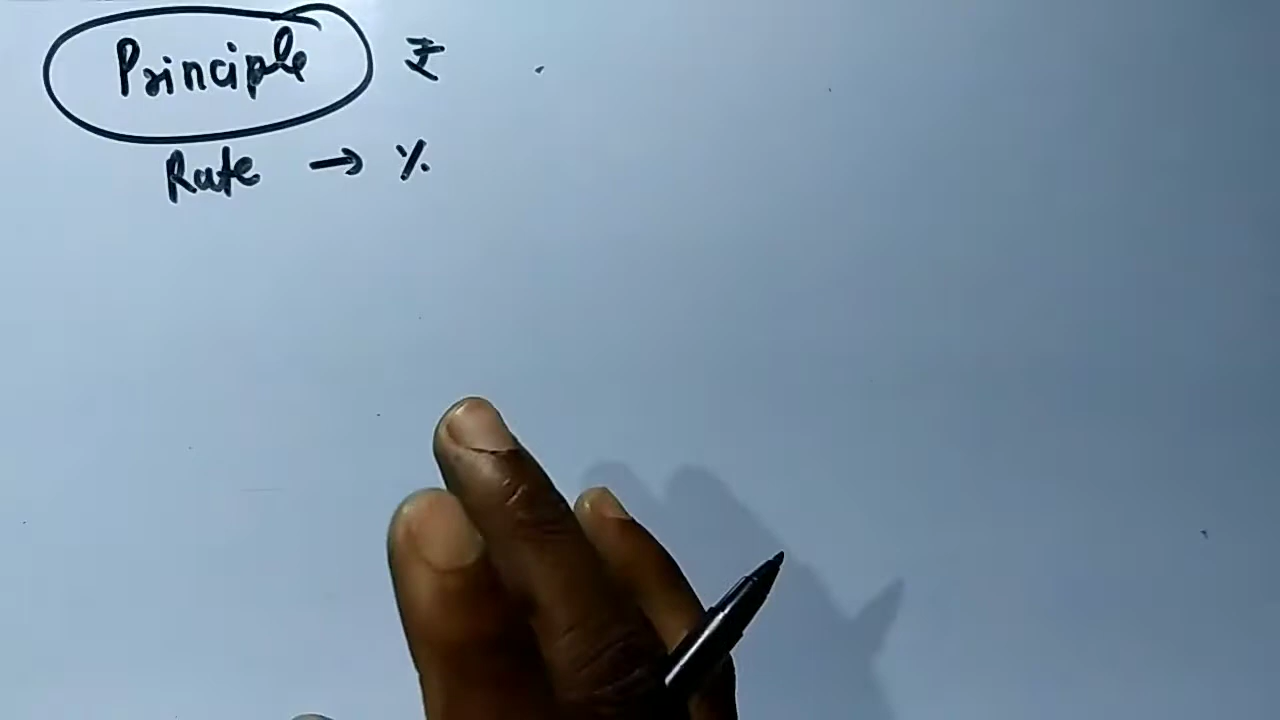 Principle ₹
Rate → %